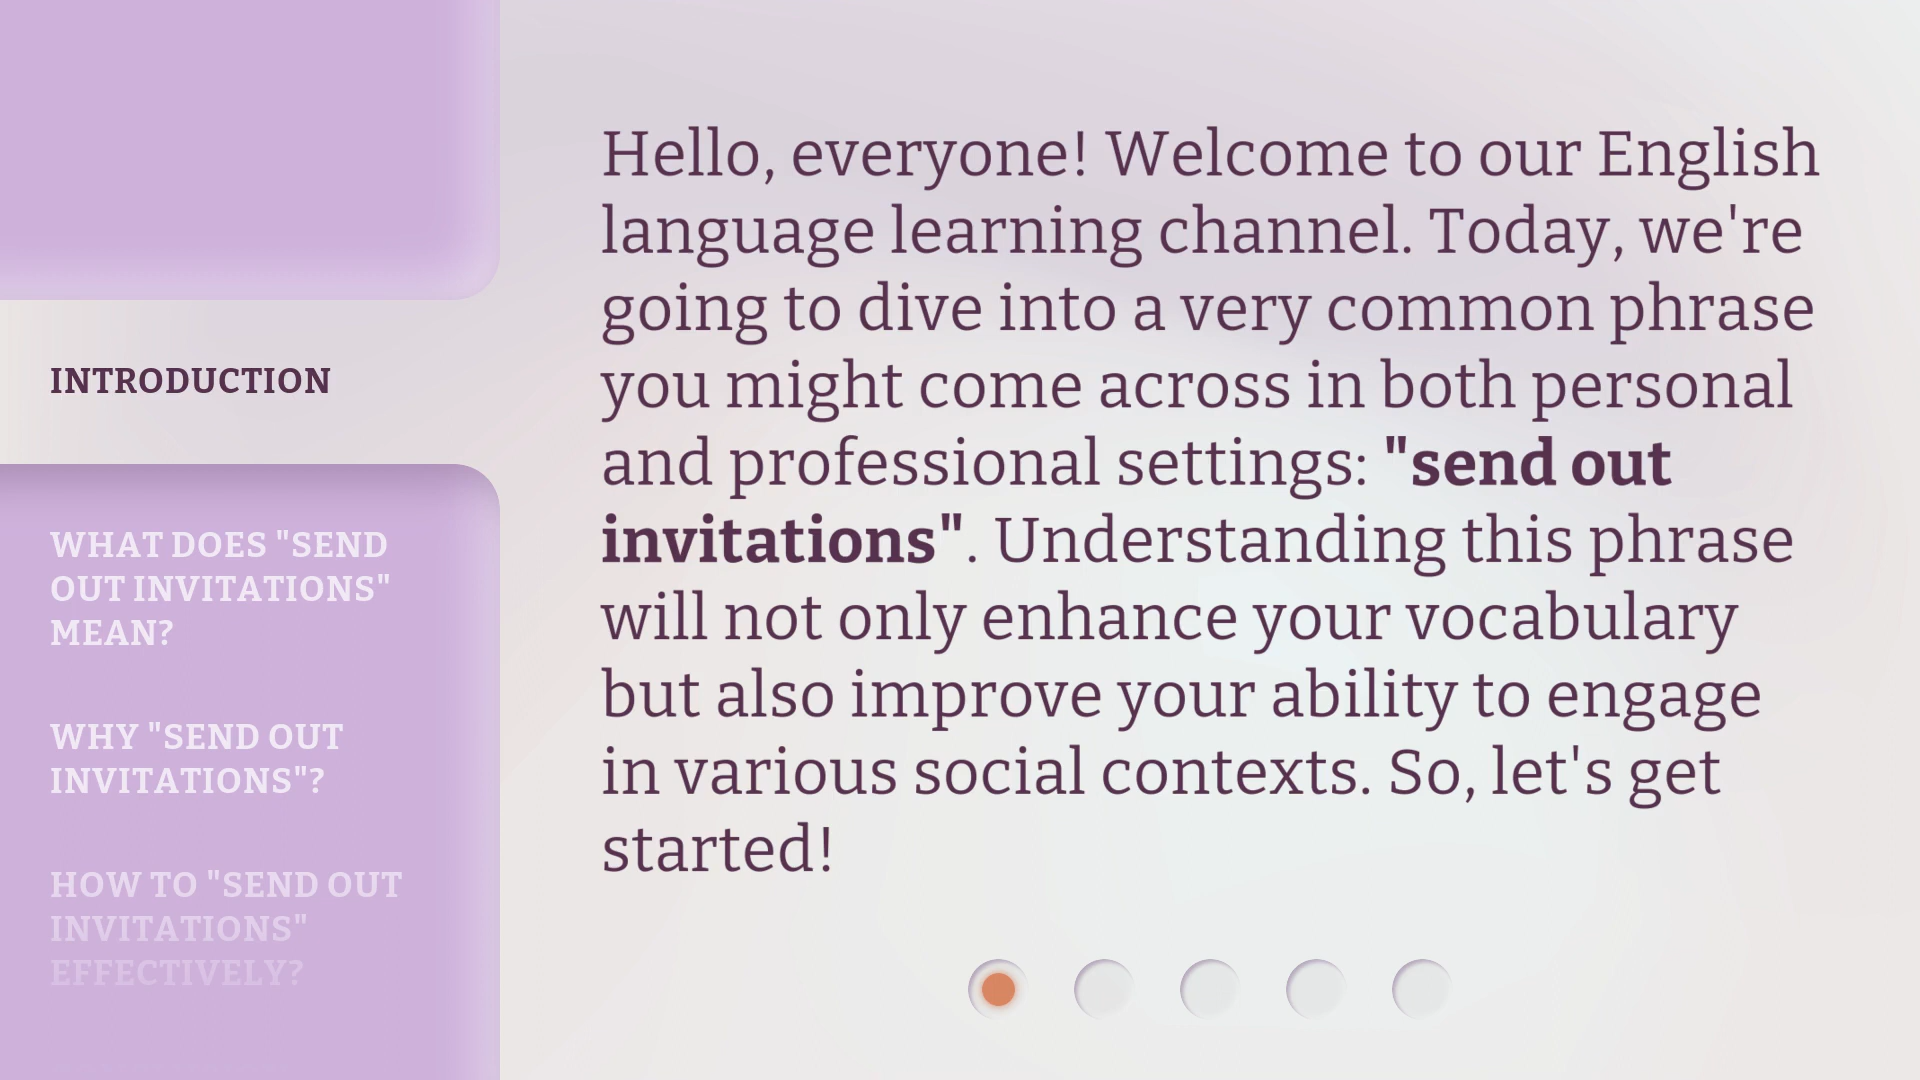 INTRODUCTION
WHAT DOES "SEND
OUT INVITATIONS"
MEAN?
WHY "SEND OUT
INVITATIONS"?
HOW TO "SEND OUT
INVITATIONS"
EFFECTIVELY?
Hello, everyone! Welcome to our English
language learning channel. Today, we're
going to dive into a very common phrase
you might come across in both personal
and professional settings: "send out
invitations". Understanding this phrase
will not only enhance your vocabulary
but also improve your ability to engage
in various social contexts. So, let's get
started!